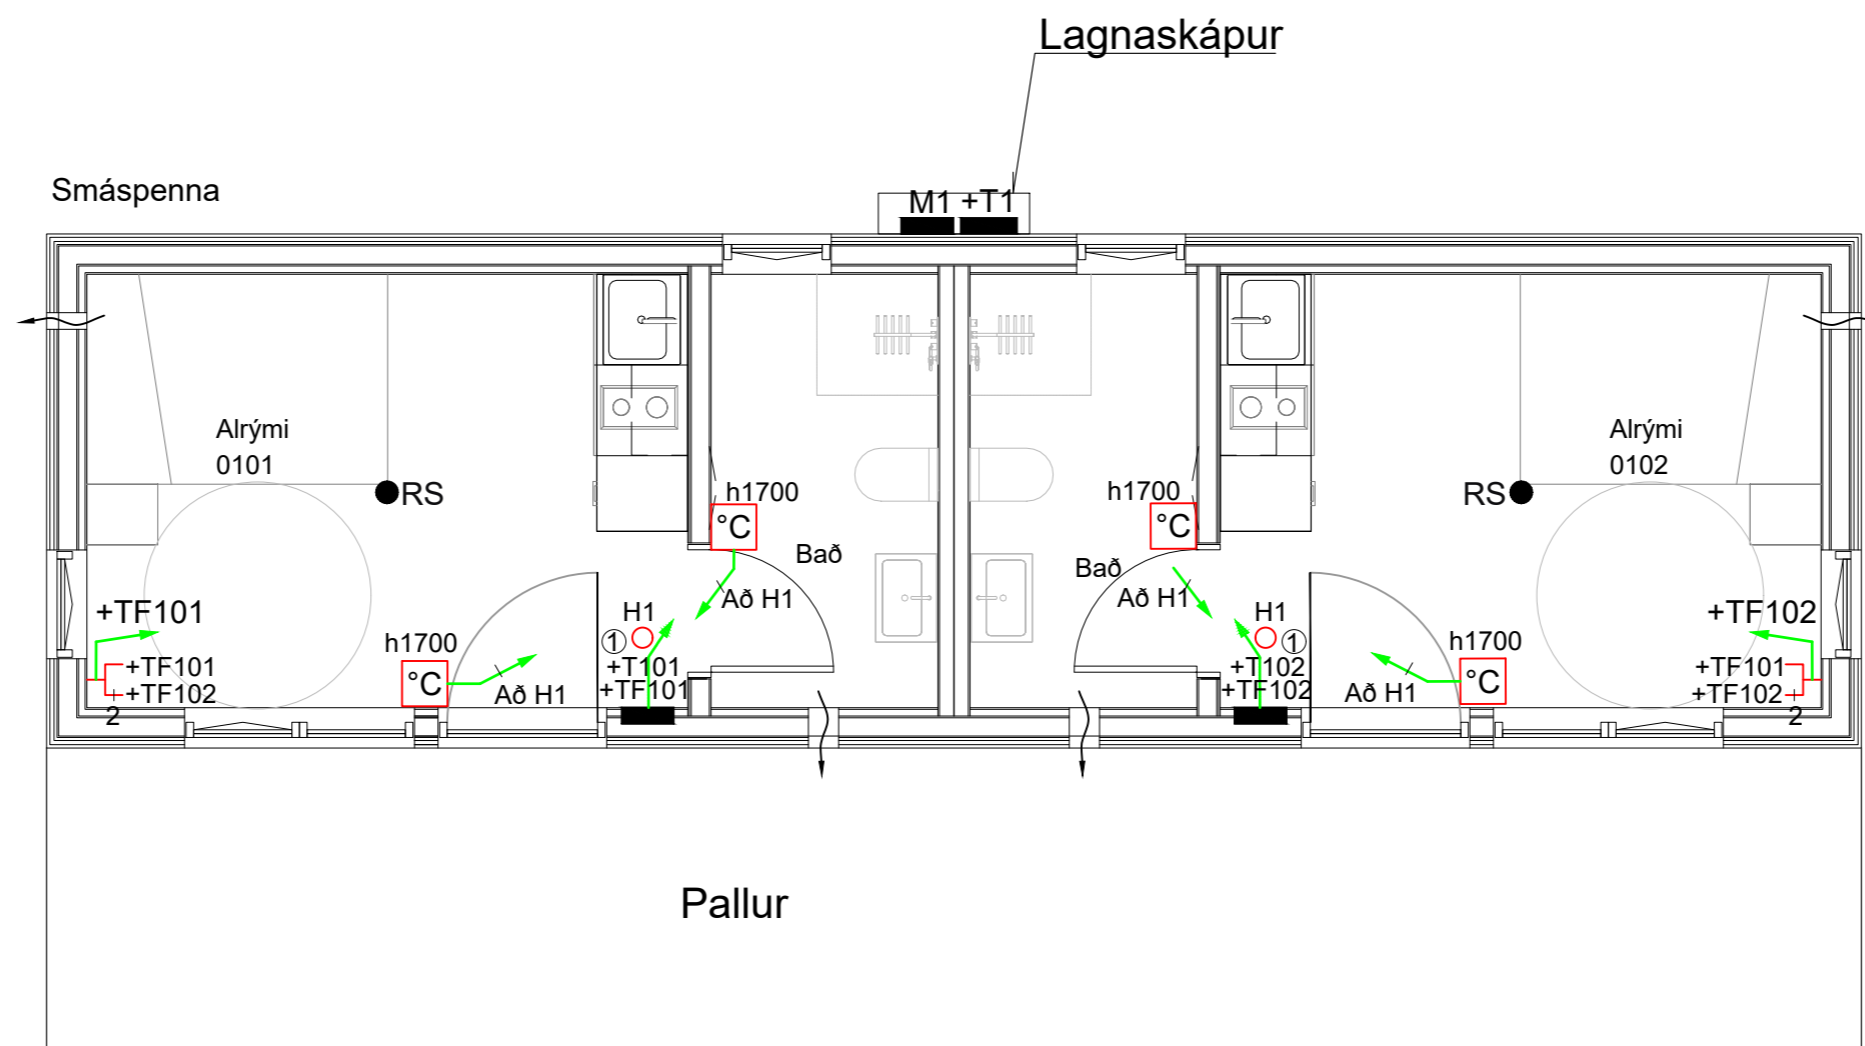 Lagnaskápur
Smáspenna
M1 +T1
Alrými
0101
RS
h1700
°C
Bað
Að H1
H1
1
+T101
+TF101
+TF101
+TF101
+TF102
2
h1700
°C
Að H1
Alrými
0102
RS
h1700
°C
Bað
Að H1
H1
1
+T102
+TF102
h1700
°C
Að H1
+TF102
+TF101
+TF102
2
Pallur